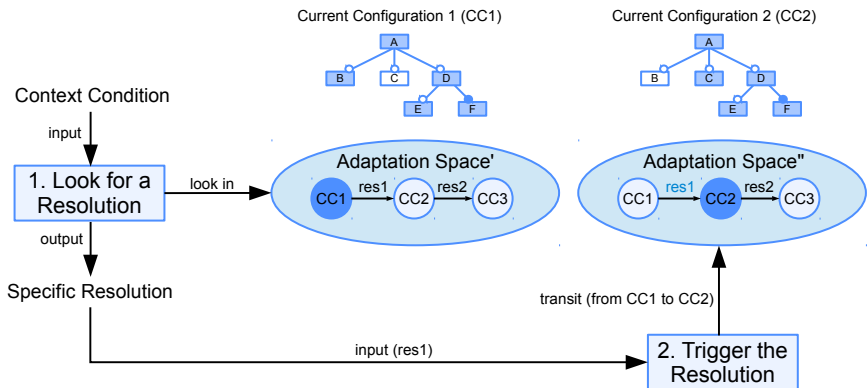 Current Configuration 1 (CC1)
A
B
C
D
E
F
Current Configuration 2 (CC2)
A
B
C
D
E
F
Context Condition
input
1. Look for a
Resolution
look in
Adaptation Space'
CC1
res1
CC2
res2
CC3
Adaptation Space"
CC1
res1
CC2
res2
CC3
output
Specific Resolution
transit (from CC1 to CC2)
input (res1)
2. Trigger the
Resolution